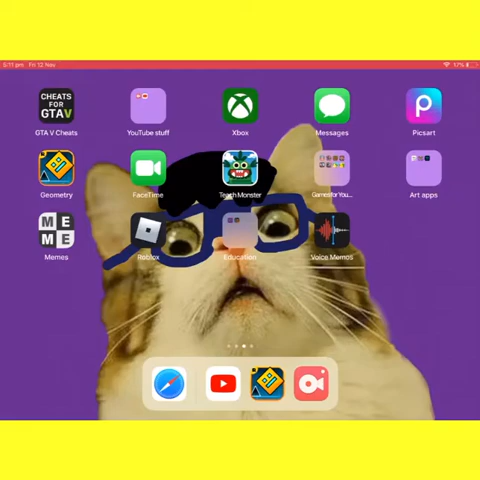 5:11 pm Fri 12 Nov 17%
CHEATS
FOR
GTAV
GTA V Cheats YouTube stuff Xbox Messages Picsart
Geometry FaceTime Teach Monster Games for You... Art apps
ME
ME
Memes Roblox Education Voice Memos